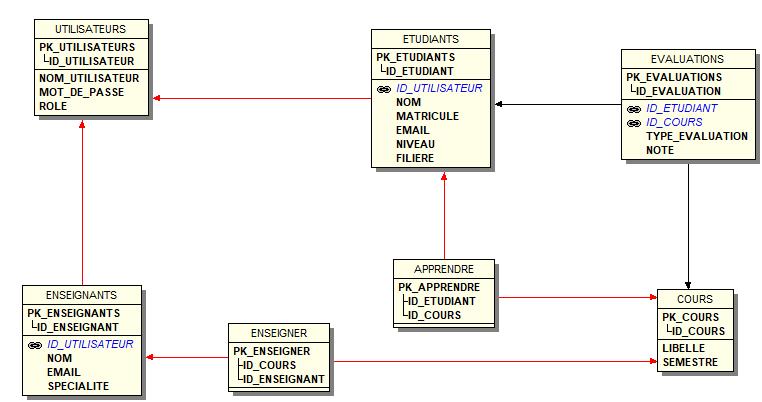 UTILISATEURS
PK_UTILISATEURS
ID_UTILISATEUR
NOM_UTILISATEUR
MOT_DE_PASSE
ROLE
ETUDIANTS
PK_ETUDIANTS
ID_ETUDIANT
ID_UTILISATEUR
NOM
MATRICULE
EMAIL
NIVEAU
FILIERE
EVALUATIONS
PK_EVALUATIONS
ID_EVALUATION
ID_ETUDIANT
ID_COURS
TYPE_EVALUATION
NOTE
ENSEIGNANTS
PK_ENSEIGNANTS
ID_ENSEIGNANT
ID_UTILISATEUR
NOM
EMAIL
SPECIALITE
ENSEIGNER
PK_ENSEIGNER
ID_COURS
ID_ENSEIGNANT
APPRENDRE
PK_APPRENDRE
ID_ETUDIANT
ID_COURS
COURS
PK_COURS
ID_COURS
LIBELLE
SEMESTRE